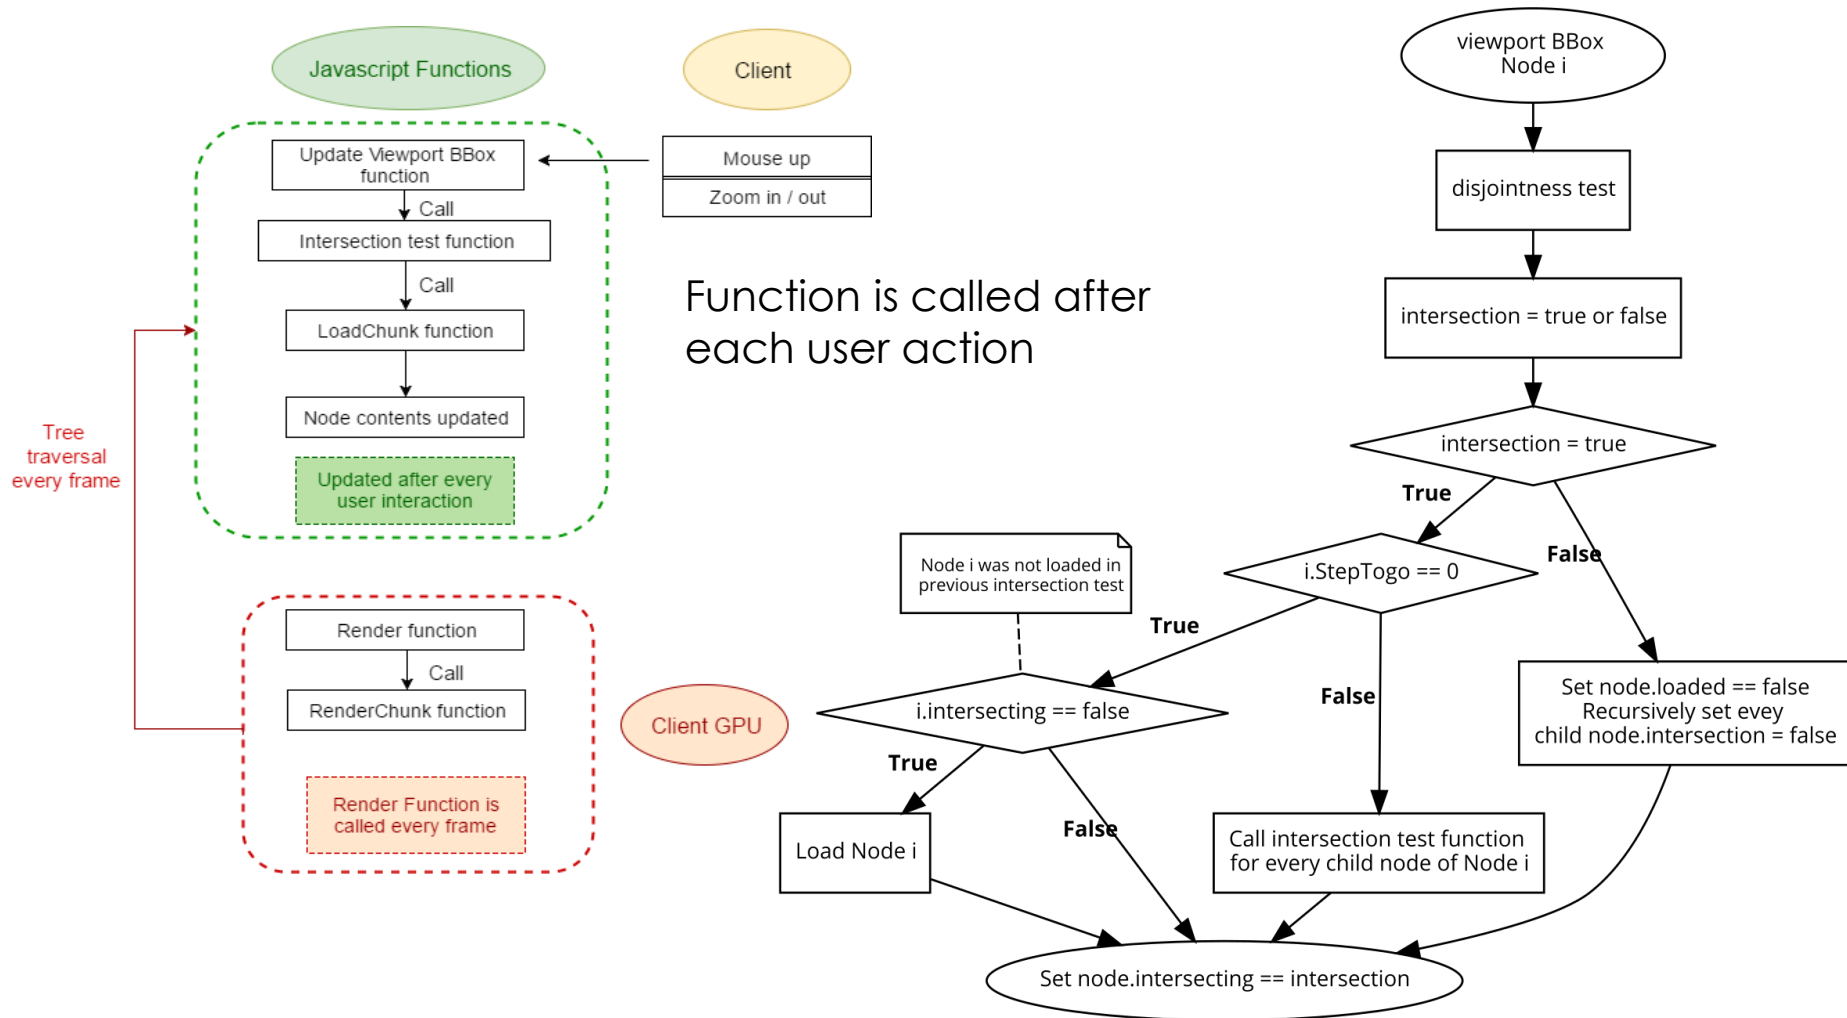 Javascript Functions
Client
Update Viewport BBox
function
Mouse up
Zoom in / out
Call
Intersection test function
Call
LoadChunk function
Node contents updated
Updated after every
user interaction
Tree
traversal
every frame
Render function
Call
RenderChunk function
Render Function is
called every frame
Client GPU
Function is called after
each user action
viewport BBox
Node i
disjointness test
intersection = true or false
intersection = true
True
False
i.StepTogo == 0
Node i was not loaded in
previous intersection test
True
False
i.intersecting == false
Set node.loaded == false
Recursively set evey
child node.intersection = false
True
False
Load Node i
Call intersection test function
for every child node of Node i
Set node.intersecting == intersection